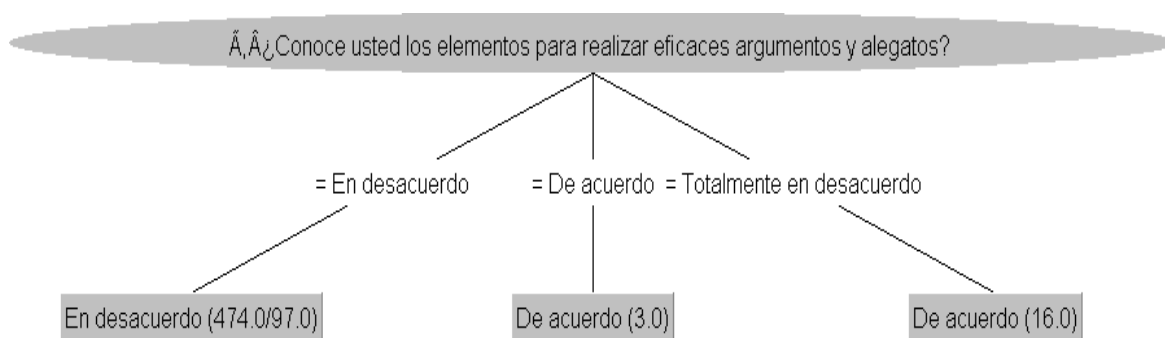 Ã‚Â¿Conoce usted los elementos para realizar eficaces argumentos y alegatos?
= En desacuerdo = De acuerdo = Totalmente en desacuerdo
En desacuerdo (474.0/97.0) De acuerdo (3.0) De acuerdo (16.0)